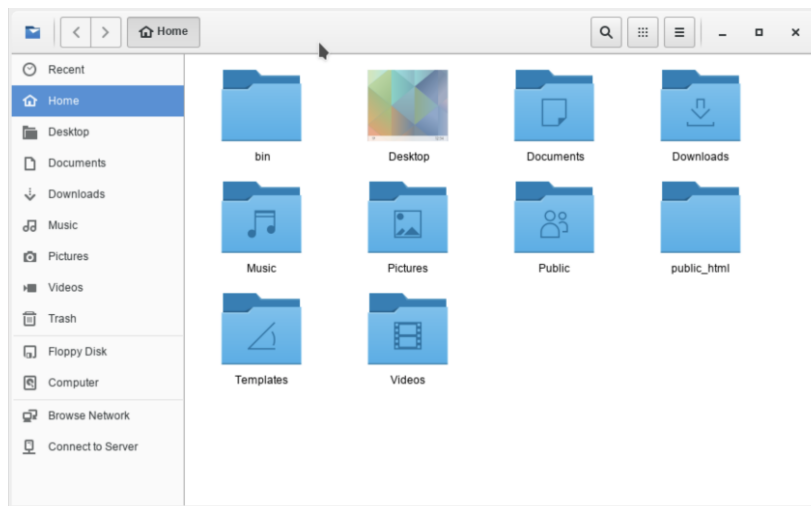 Home
Recent
Home
Desktop
Documents
Downloads
Music
Pictures
Videos
Trash
Floppy Disk
Computer
Browse Network
Connect to Server
bin
Desktop
Documents
Downloads
Music
Pictures
Public
public_html
Templates
Videos